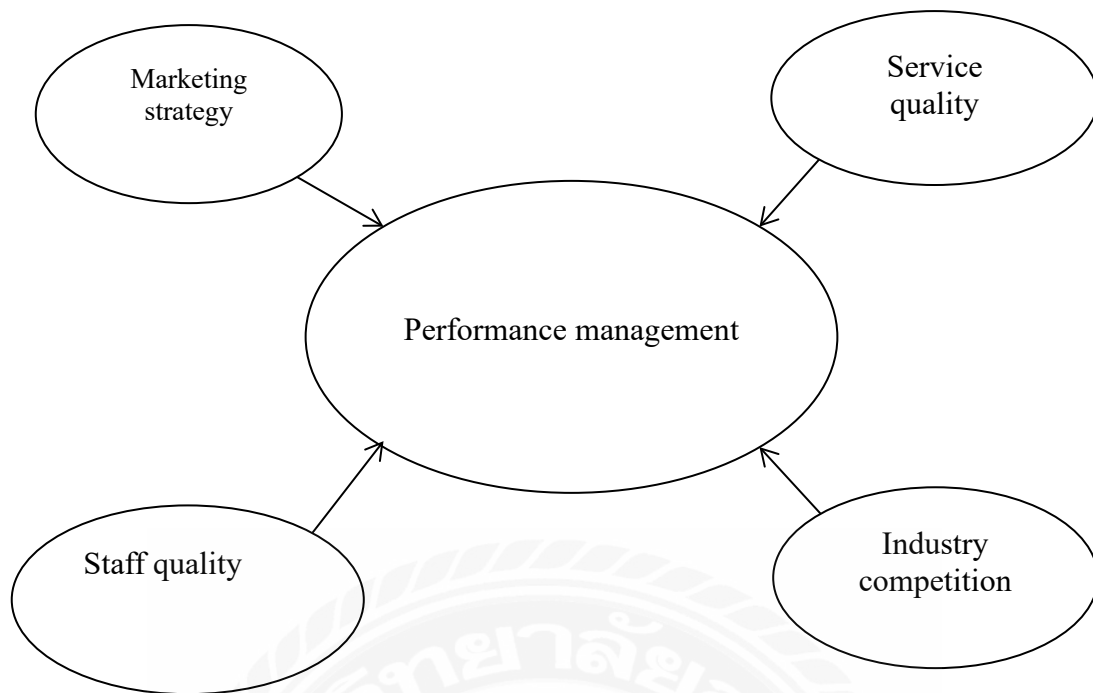 Marketing
strategy
Service
quality
Performance management
Staff quality
Industry
competition